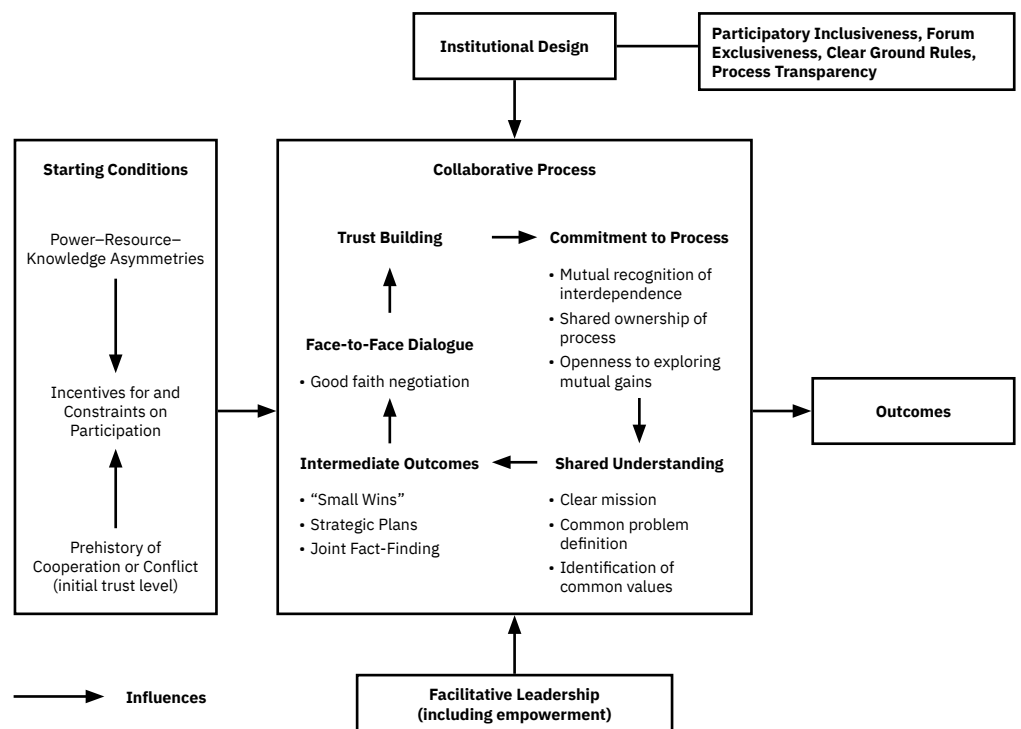 Institutional Design
Participatory Inclusiveness, Forum
Exclusiveness, Clear Ground Rules,
Process Transparency
Starting Conditions
Power–Resource–
Knowledge Asymmetries
Incentives for and
Constraints on
Participation
Prehistory of
Cooperation or Conflict
(initial trust level)
Collaborative Process
Trust Building
Commitment to Process
• Mutual recognition of
interdependence
• Shared ownership of
process
• Openness to exploring
mutual gains
Face-to-Face Dialogue
• Good faith negotiation
Intermediate Outcomes
• “Small Wins”
• Strategic Plans
• Joint Fact-Finding
Shared Understanding
• Clear mission
• Common problem
definition
• Identification of
common values
Outcomes
Influences
Facilitative Leadership
(including empowerment)